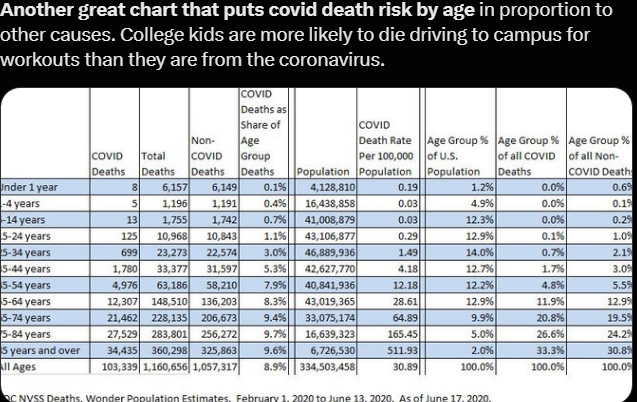 Another great chart that puts covid death risk by age in proportion to
other causes. College kids are more likely to die driving to campus for
workouts than they are from the coronavirus.
COVID Deaths Total Deaths Non-COVID Deaths COVID Deaths as Share of Age Group Deaths Population COVID Death Rate Per 100,000 Population Age Group % of U.S. Population Age Group % of all COVID Deaths Age Group % of all Non-COVID Deaths
Under 1 year 8 6,157 6,149 0.1% 4,128,810 0.19 1.2% 0.0% 0.6%
-4 years 5 1,196 1,191 0.4% 16,438,858 0.03 4.9% 0.0% 0.1%
-14 years 13 1,755 1,742 0.7% 41,008,879 0.03 12.3% 0.0% 0.2%
5-24 years 125 10,968 10,843 1.1% 43,106,877 0.29 12.9% 0.1% 1.0%
5-34 years 699 23,273 22,574 3.0% 46,889,936 1.49 14.0% 0.7% 2.1%
5-44 years 1,780 33,377 31,597 5.3% 42,627,770 4.18 12.7% 1.7% 3.0%
5-54 years 4,976 63,186 58,210 7.9% 40,841,936 12.18 12.2% 4.8% 5.5%
5-64 years 12,307 148,510 136,203 8.3% 43,019,365 28.61 12.9% 11.9% 12.9%
5-74 years 21,462 228,135 206,673 9.4% 33,075,174 64.89 9.9% 20.8% 19.5%
5-84 years 27,529 283,801 256,272 9.7% 16,639,323 165.45 5.0% 26.6% 24.2%
5 years and over 34,435 360,298 325,863 9.6% 6,726,530 511.93 2.0% 33.3% 30.8%
All Ages 103,339 1,160,656 1,057,317 8.9% 334,503,458 30.89 100.0% 100.0% 100.0%
DC NVSS Deaths. Wonder Population Estimates. February 1, 2020 to June 13, 2020. As of June 17, 2020.